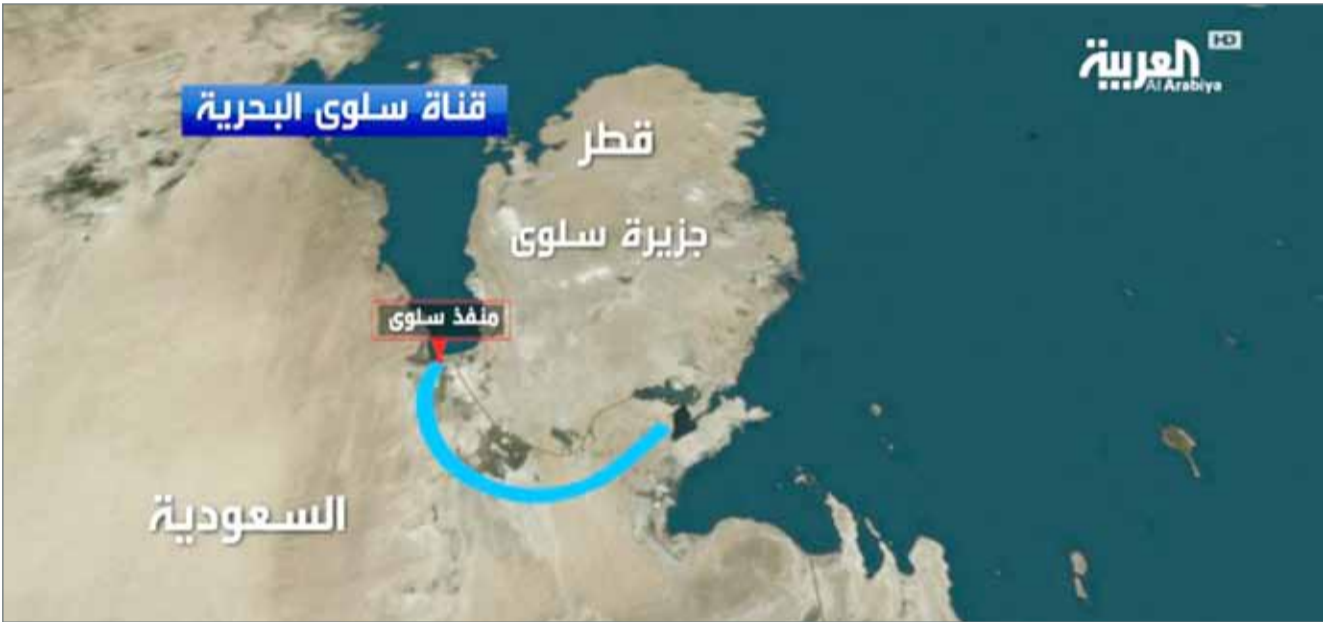 العربية
HD
Al Arabiya
قناة سلوى البحرية
قطر
جزيرة سلوى
منفذ سلوى
السعودية